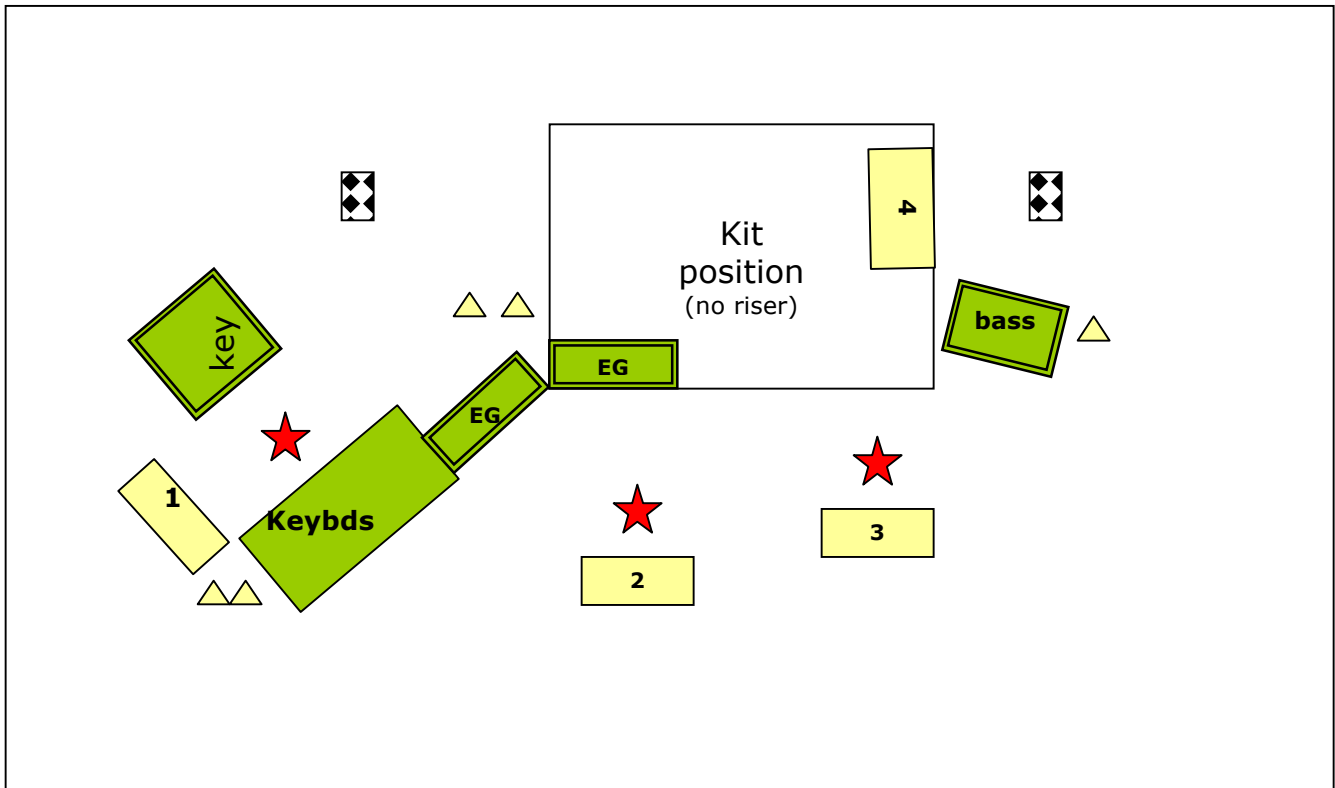 4
Kit
position
(no riser)
key
bass
EG
EG
1
Keybds
3
2